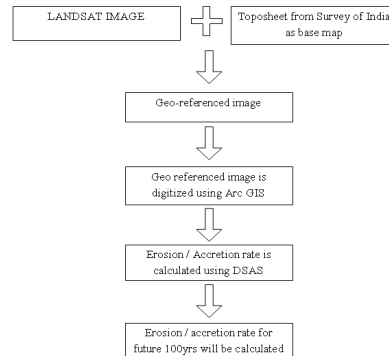 LANDSAT IMAGE
Toposheet from Survey of India
as base map
Geo-referenced image
Geo referenced image is
digitized using Arc GIS
Erosion / Accretion rate is
calculated using DSAS
Erosion / accretion rate for
future 100yrs will be calculated